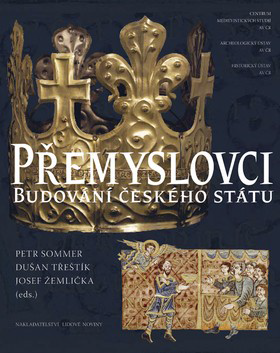 CENTRUM
MEDIEVISTICKÝCH STUDIÍ
AV ČR
ARCHEOLOGICKÝ ÚSTAV
AV ČR
HISTORICKÝ ÚSTAV
AV ČR
PŘEMYSLOVCI
BUDOVÁNÍ ČESKÉHO STÁTU
PETR SOMMER
DUŠAN TŘEŠTÍK
JOSEF ŽEMLIČKA
(eds.)
NAKLADATELSTVÍ LIDOVÉ NOVINY